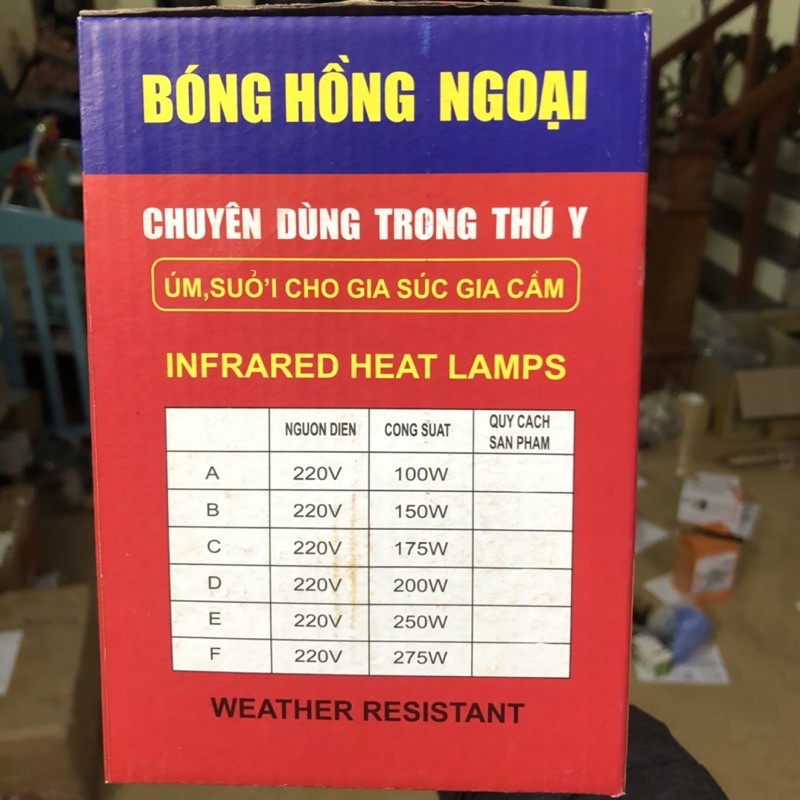 BÓNG HỒNG NGOẠI
CHUYÊN DÙNG TRONG THÚ Y
ÚM,SUỞI CHO GIA SÚC GIA CẦM
INFRARED HEAT LAMPS
NGUON DIEN CONG SUAT QUY CACH SAN PHAM
A 220V 100W
B 220V 150W
C 220V 175W
D 220V 200W
E 220V 250W
F 220V 275W
WEATHER RESISTANT